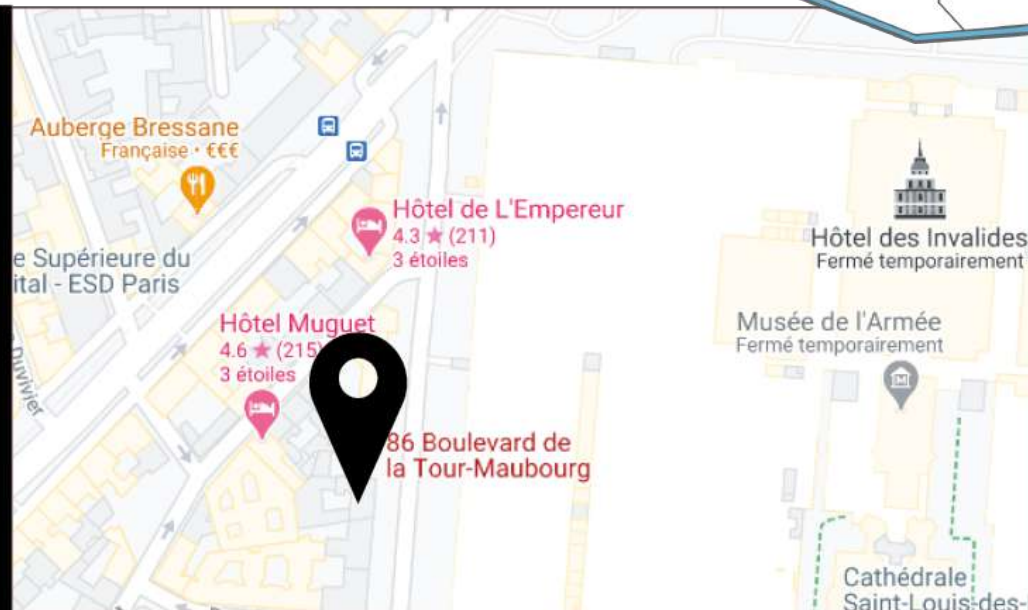 Auberge Bressane
Française · €€€
Hôtel de L'Empereur
4.3 ★ (211)
3 étoiles
Hôtel des Invalides
Fermé temporairement
e Supérieure du
ital - ESD Paris
Hôtel Muguet
4.6 ★ (215)
3 étoiles
Musée de l'Armée
Fermé temporairement
Duvivier
86 Boulevard de
la Tour-Maubourg
Cathédrale
Saint-Louis-des-